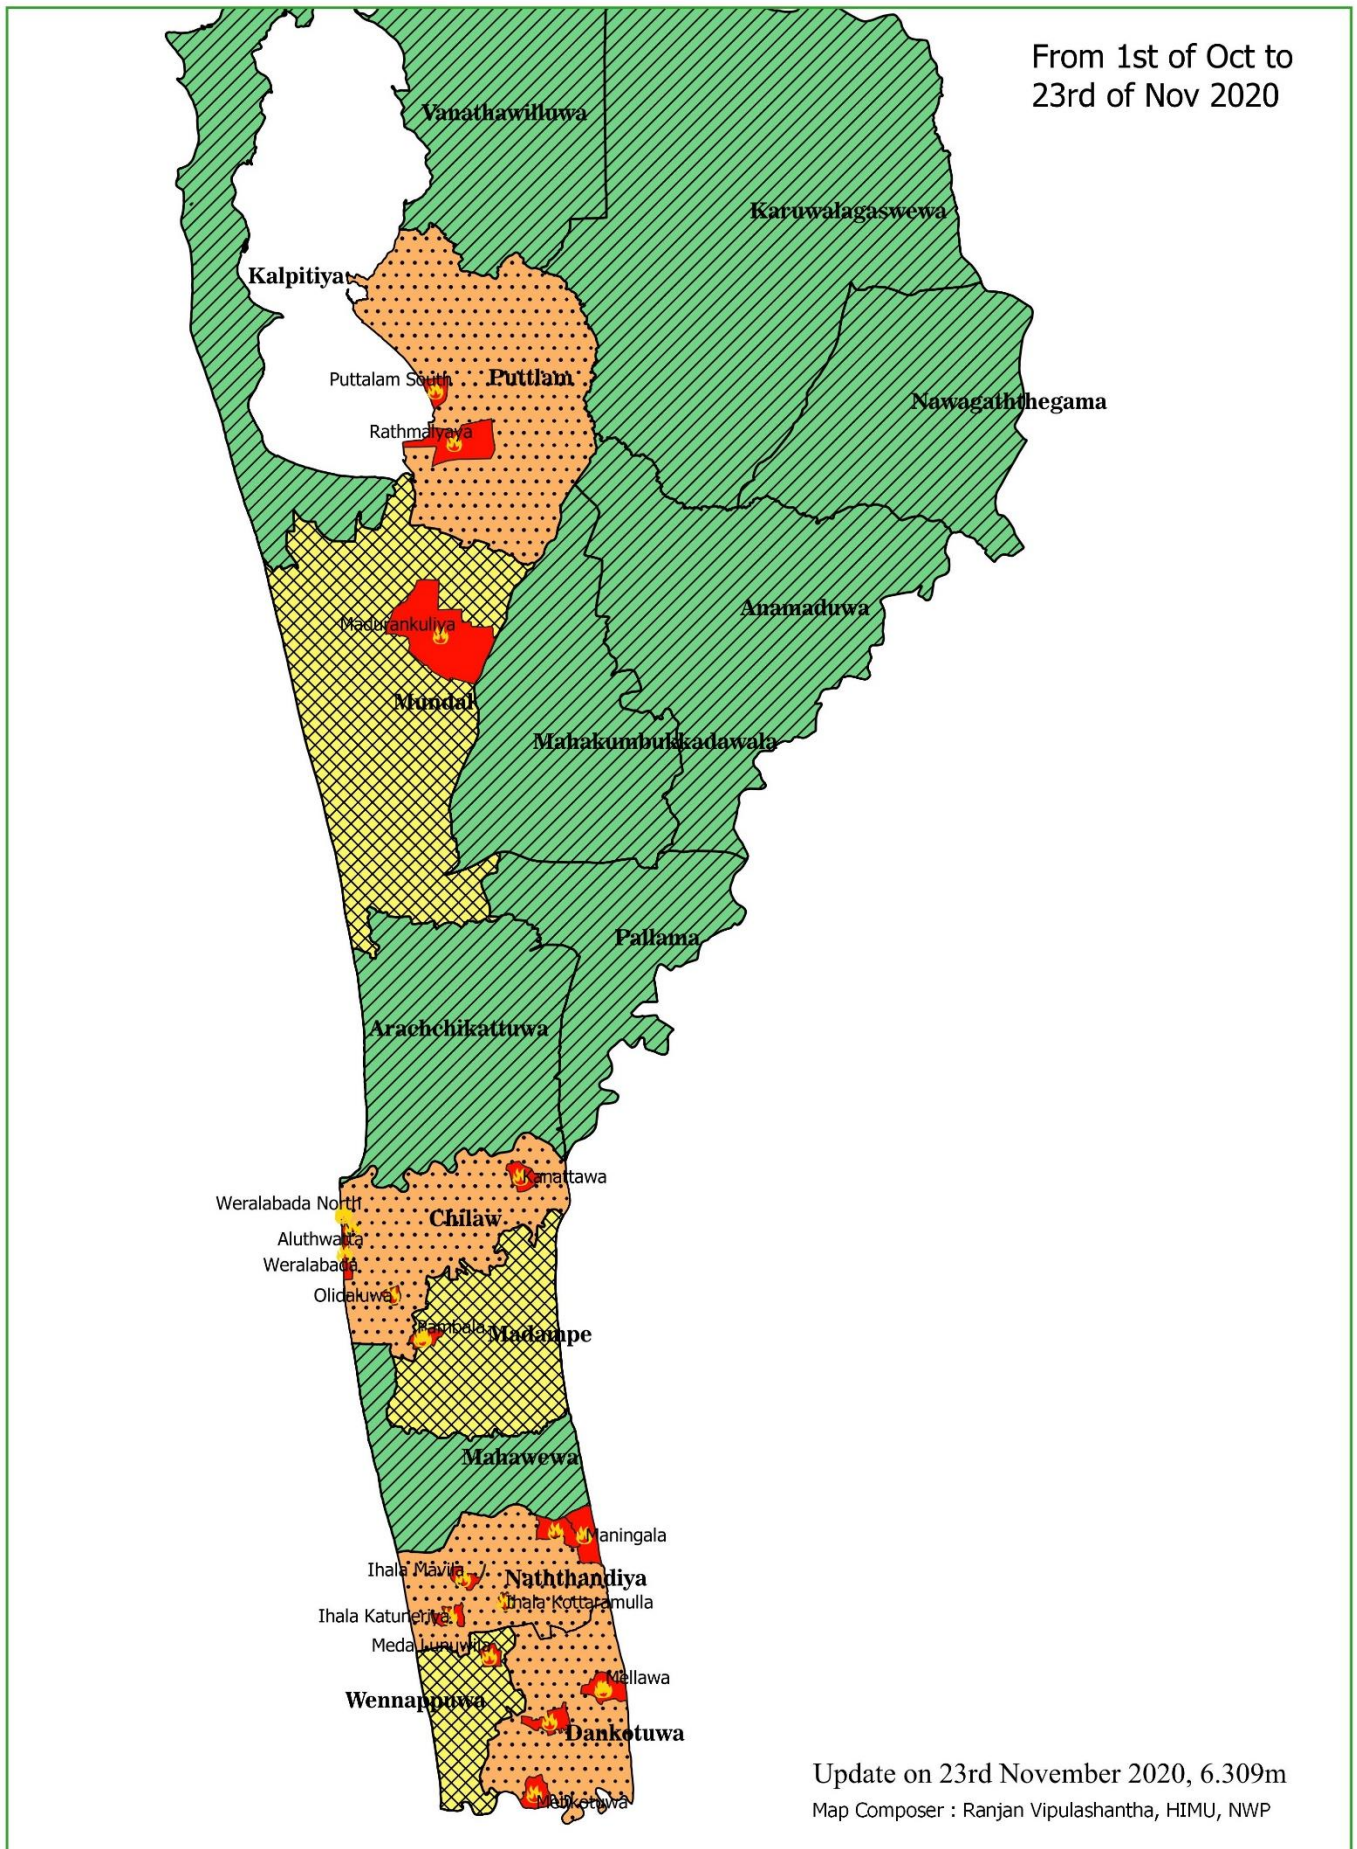 From 1st of Oct to
23rd of Nov 2020
Vanathawilluwa
Karuwalagaswewa
Kalpitiya
Puttalam South
Puttlam
Nawagaththegama
Rathmalyaya
Anamaduwa
Madurankuliya
Mundal
Mahakumbukkadawala
Pallama
Arachchikattuwa
Kanattawa
Weralabada North
Chilaw
Aluthwatta
Weralabada
Olidaluwa
Pambala
Madampe
Mahawewa
Maningala
Ihala Mavila
Naththandiya
Ihala Kottaramulla
Ihala Katuneriya
Meda Lunuwila
Mellawa
Wennappuwa
Dankotuwa
Update on 23rd November 2020, 6.309m
Map Composer : Ranjan Vipulashantha, HIMU, NWP